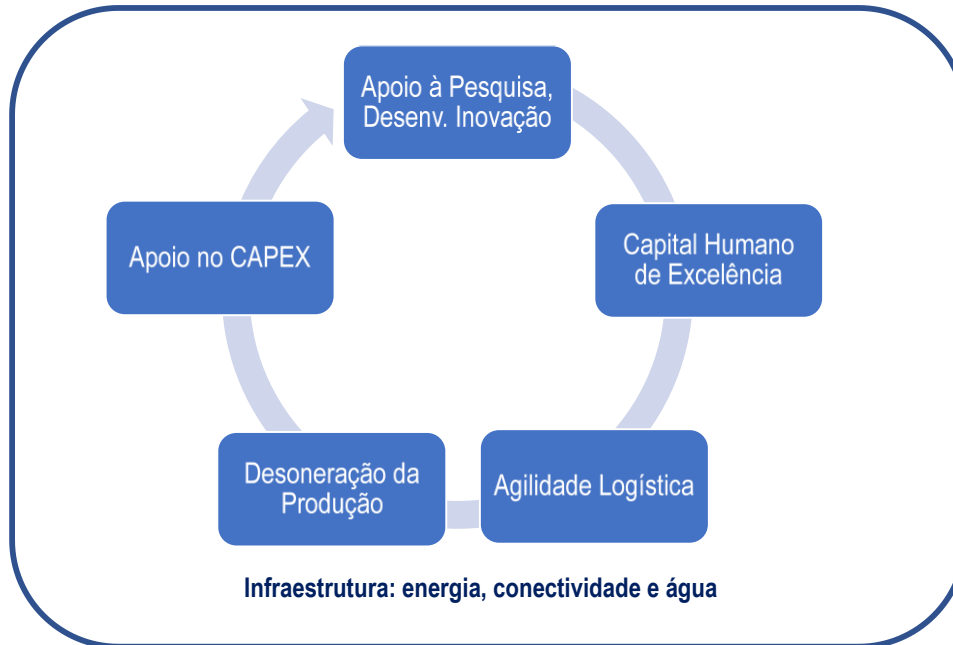 Apoio à Pesquisa,
Desenv. Inovação
Capital Humano
de Excelência
Agilidade Logística
Desoneração da
Produção
Apoio no CAPEX
Infraestrutura: energia, conectividade e água